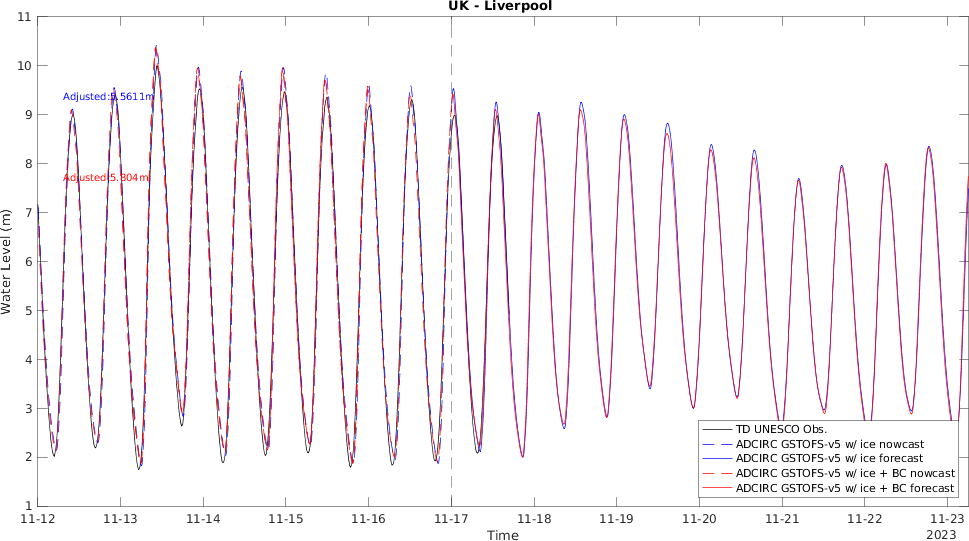 UK - Liverpool
11
10
9
8
7
6
5
4
3
2
1
Water Level (m)
Adjusted:5.5611m
Adjusted:5.804m
TD UNESCO Obs.
ADCIRC GSTOFS-v5 w/ ice nowcast
ADCIRC GSTOFS-v5 w/ ice forecast
ADCIRC GSTOFS-v5 w/ ice + BC nowcast
ADCIRC GSTOFS-v5 w/ ice + BC forecast
11-12 11-13 11-14 11-15 11-16 11-17 11-18 11-19 11-20 11-21 11-22 11-23
Time
2023